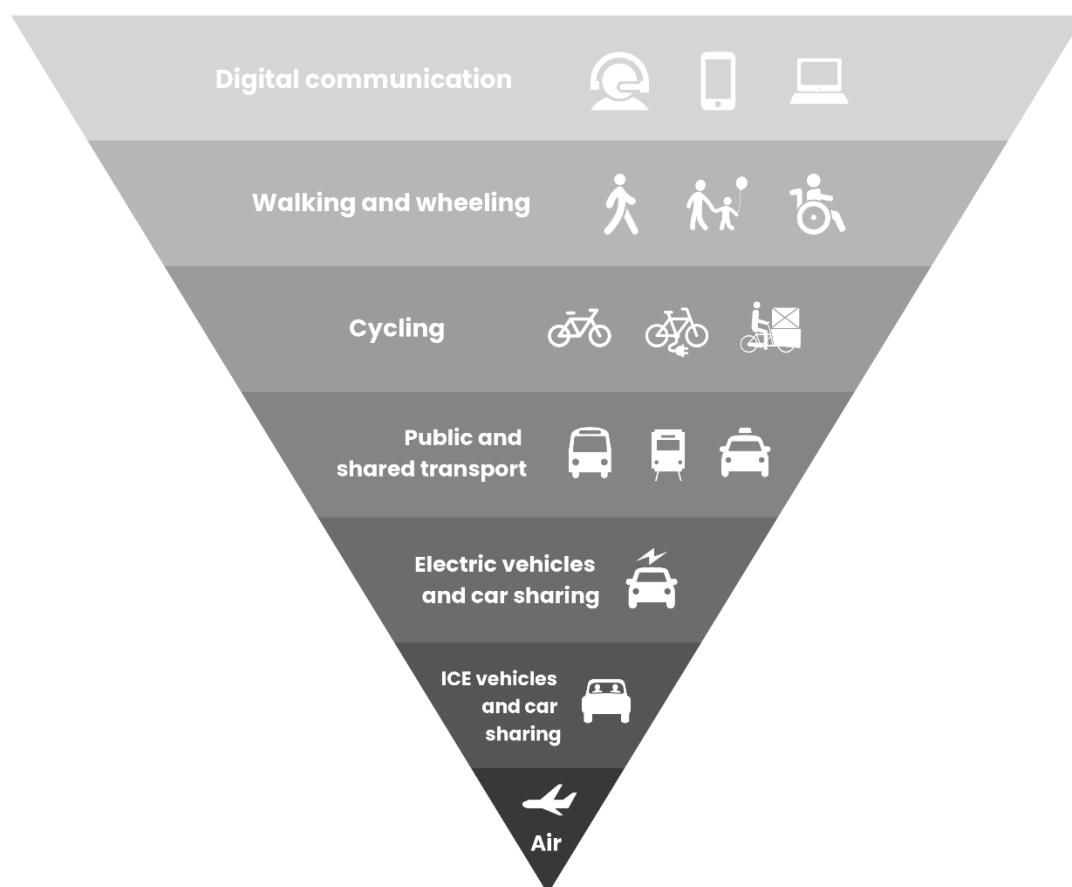 Digital communication
Walking and wheeling
Cycling
Public and
shared transport
Electric vehicles
and car sharing
ICE vehicles
and car
sharing
Air